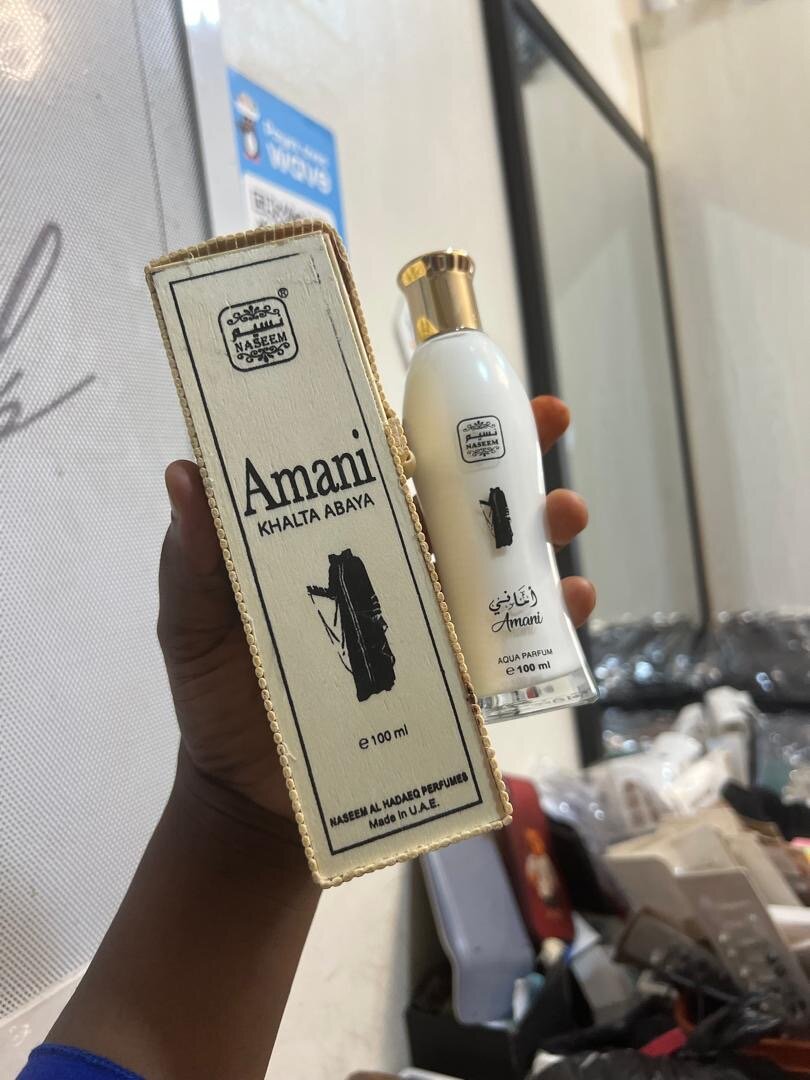 wave
نسيم
NASEEM
®
Amani
KHALTA ABAYA
e 100 ml
NASEEM AL HADAEQ PERFUMES
Made In U.A.E.
نسيم
NASEEM
أماني
Amani
AQUA PARFUM
e 100 ml